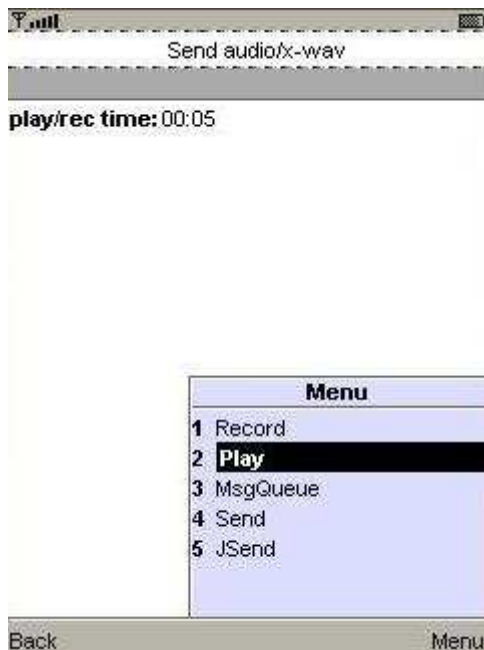 Send audio/x-wav
play/rec time: 00:05
Menu
1 Record
2 Play
3 MsgQueue
4 Send
5 JSend
Back Menu